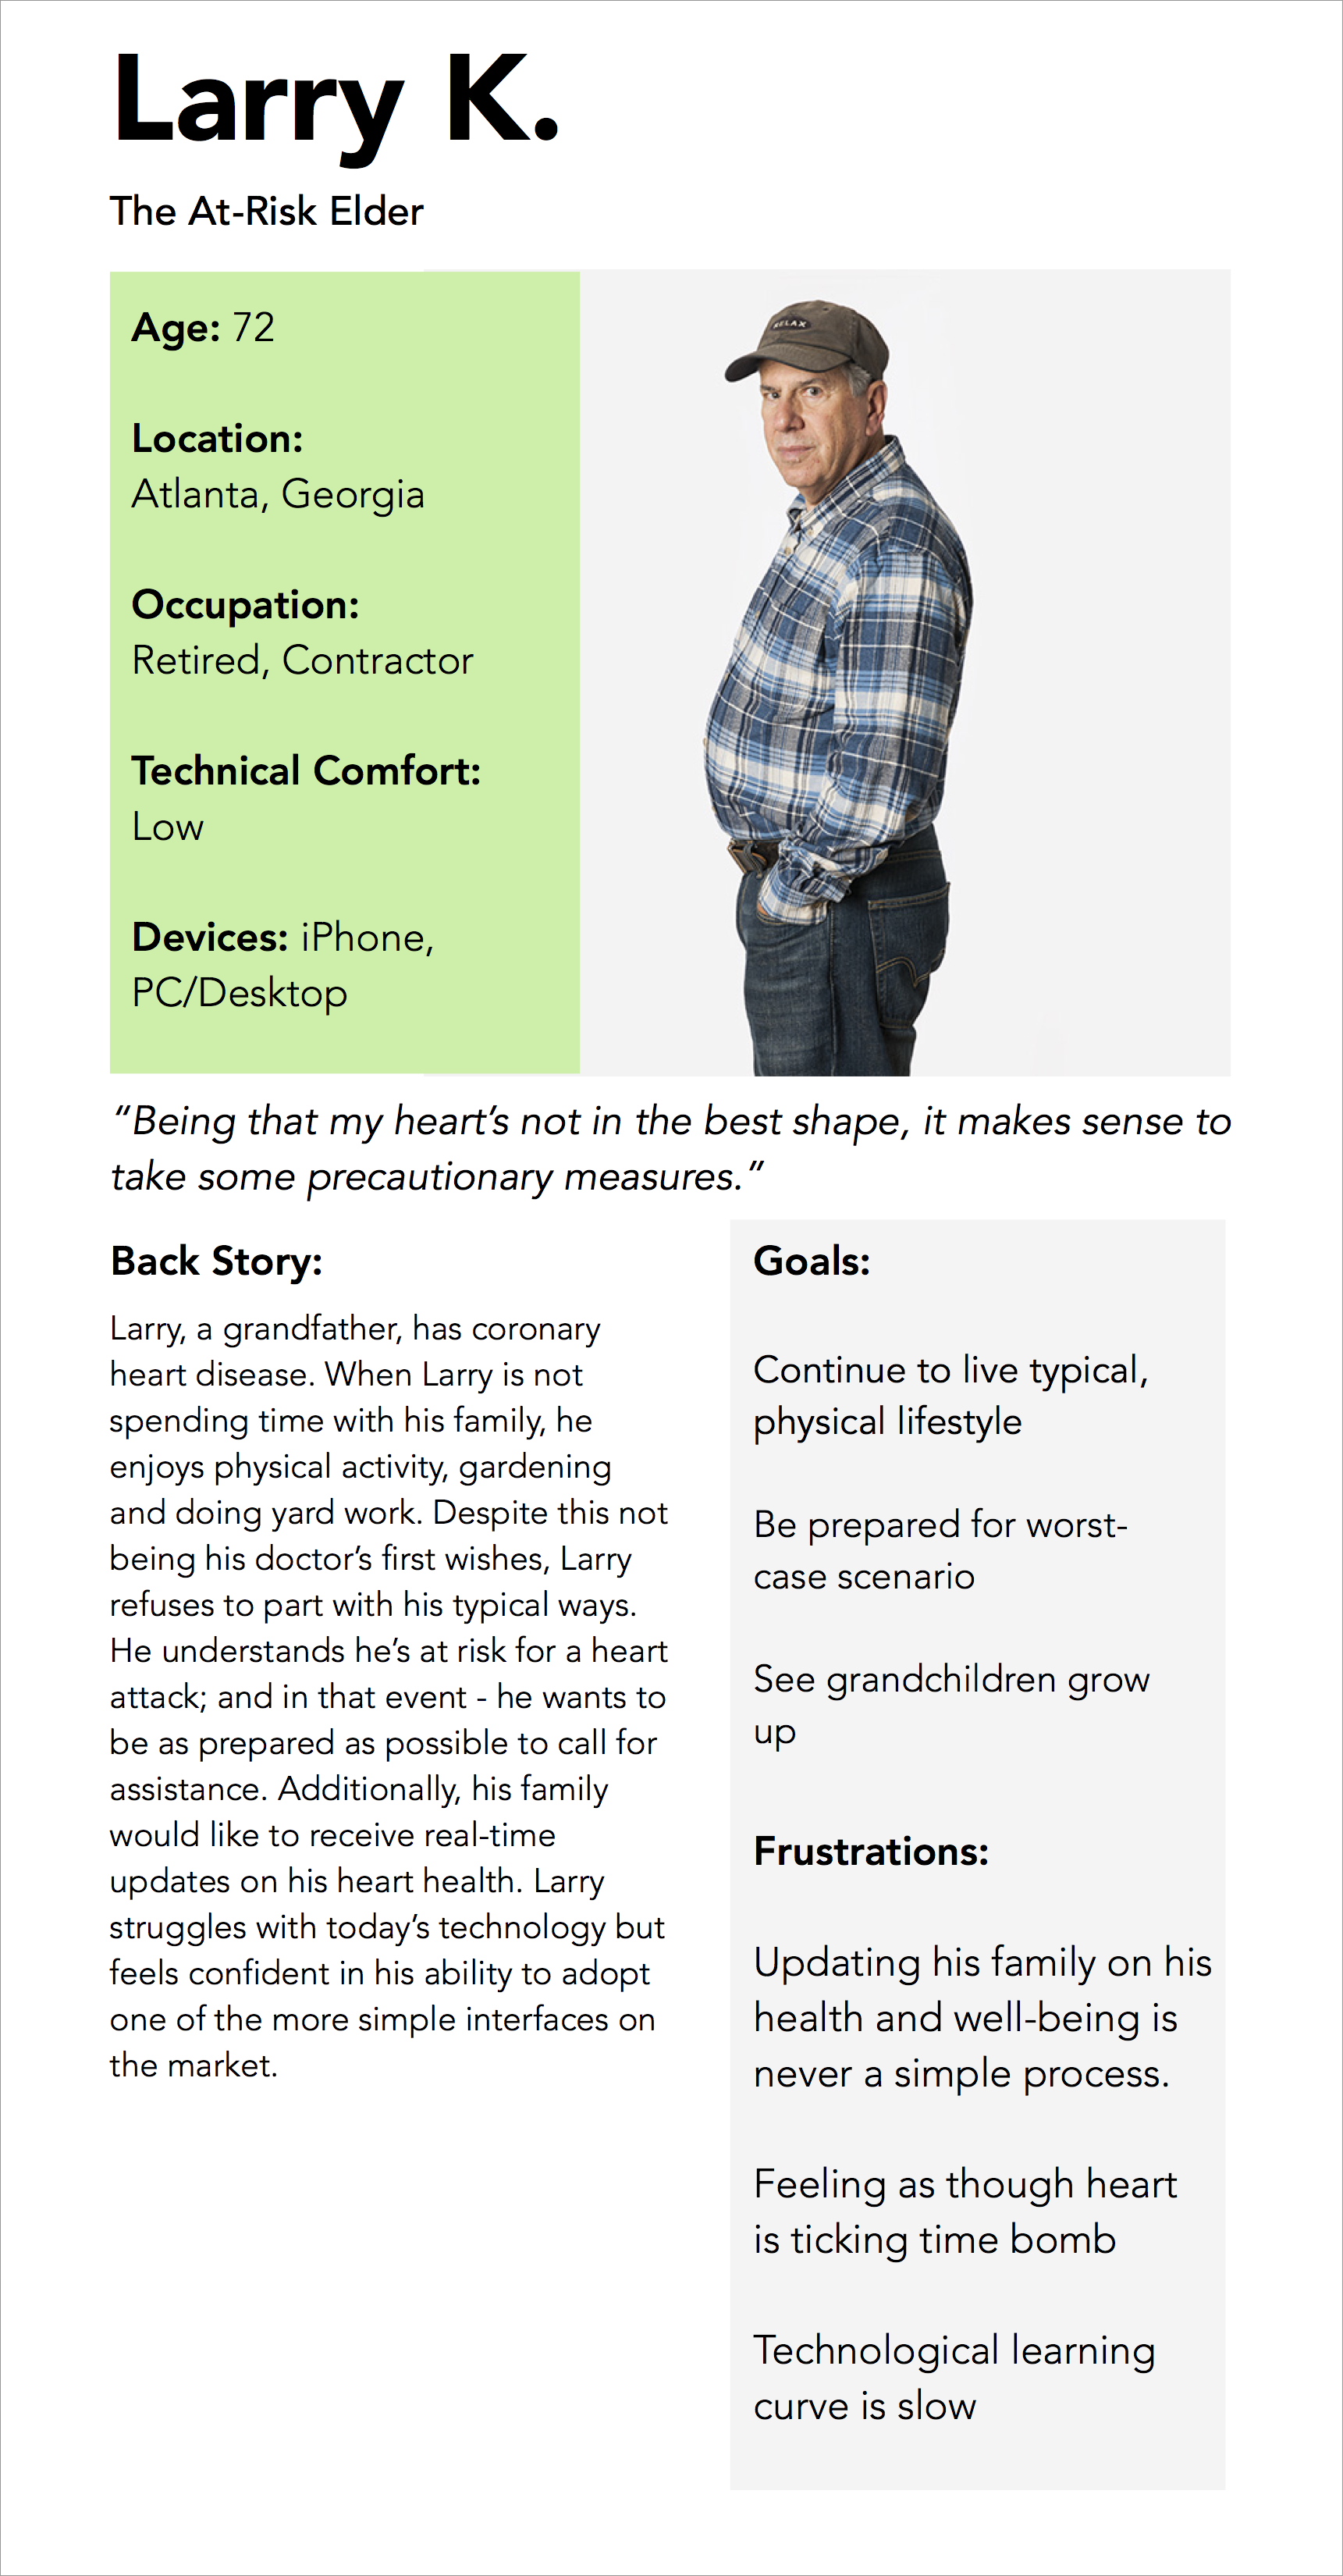 Larry K.
The At-Risk Elder
Age: 72
Location:
Atlanta, Georgia
Occupation:
Retired, Contractor
Technical Comfort:
Low
Devices: iPhone,
PC/Desktop
RELAX
“Being that my heart’s not in the best shape, it makes sense to
take some precautionary measures.”
Back Story:
Larry, a grandfather, has coronary
heart disease. When Larry is not
spending time with his family, he
enjoys physical activity, gardening
and doing yard work. Despite this not
being his doctor’s first wishes, Larry
refuses to part with his typical ways.
He understands he’s at risk for a heart
attack; and in that event - he wants to
be as prepared as possible to call for
assistance. Additionally, his family
would like to receive real-time
updates on his heart health. Larry
struggles with today’s technology but
feels confident in his ability to adopt
one of the more simple interfaces on
the market.
Goals:
Continue to live typical,
physical lifestyle
Be prepared for worst-
case scenario
See grandchildren grow
up
Frustrations:
Updating his family on his
health and well-being is
never a simple process.
Feeling as though heart
is ticking time bomb
Technological learning
curve is slow